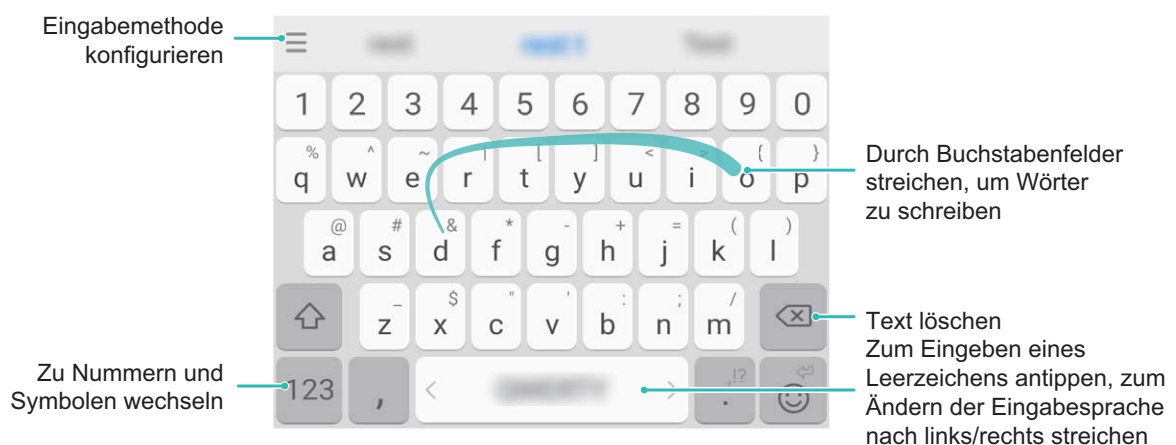 Eingabemethode
konfigurieren
1 2 3 4 5 6 7 8 9 0
% ^ ~ | [ ] < > { }
q w e r t y u i o p
Durch Buchstabenfelder
streichen, um Wörter
zu schreiben
@ # & * - + = ( )
a s d f g h j k l
_ $ " ' : ; /
z x c v b n m
Text löschen
Zu Nummern und
Symbolen wechseln
123 , < > ,!? .
Zum Eingeben eines
Leerzeichens antippen, zum
Ändern der Eingabesprache
nach links/rechts streichen